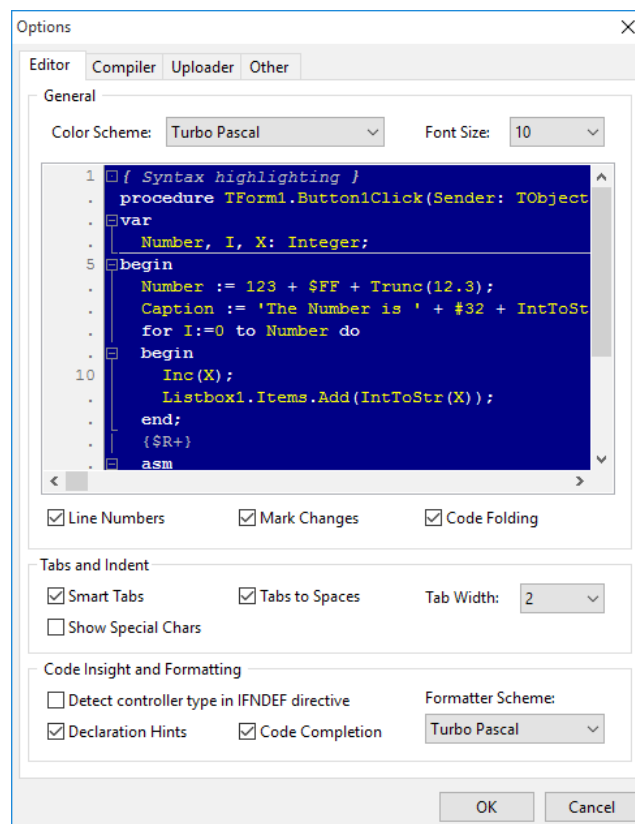 Options
Editor Compiler Uploader Other
General
Color Scheme: Turbo Pascal Font Size: 10
1 { Syntax highlighting }
. procedure TForm1.Button1Click(Sender: TObject
. var
. Number, I, X: Integer;
5 begin
. Number := 123 + $FF + Trunc(12.3);
. Caption := 'The Number is ' + #32 + IntToSt
. for I:=0 to Number do
. begin
10 Inc(X);
. Listbox1.Items.Add(IntToStr(X));
. end;
. {$R+}
. asm
Line Numbers Mark Changes Code Folding
Tabs and Indent
Smart Tabs Tabs to Spaces Tab Width: 2
Show Special Chars
Code Insight and Formatting
Detect controller type in IFNDEF directive Formatter Scheme:
Declaration Hints Code Completion Turbo Pascal
OK Cancel